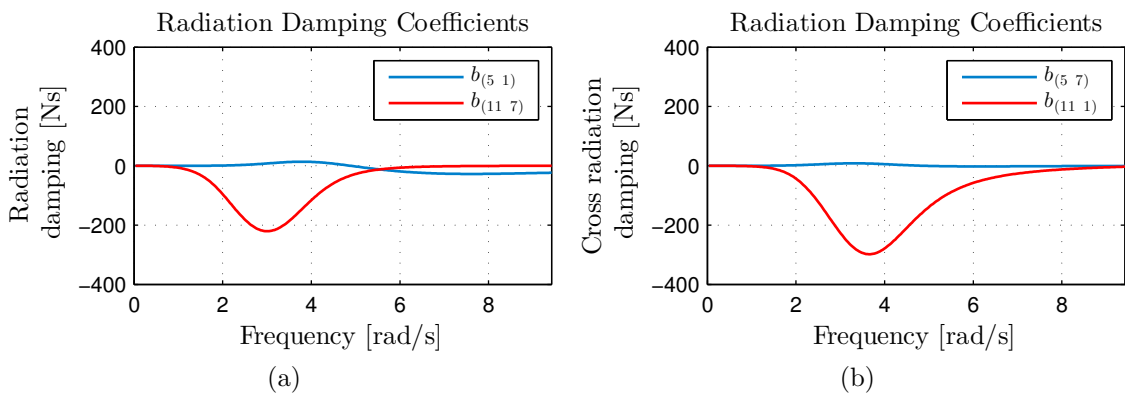 Radiation Damping Coefficients
400
200
0
−200
−400
Radiation
damping [Ns]
b(5 1)
b(11 7)
0 2 4 6 8
Frequency [rad/s]
(a)
Radiation Damping Coefficients
400
200
0
−200
−400
Cross radiation
damping [Ns]
b(5 7)
b(11 1)
0 2 4 6 8
Frequency [rad/s]
(b)